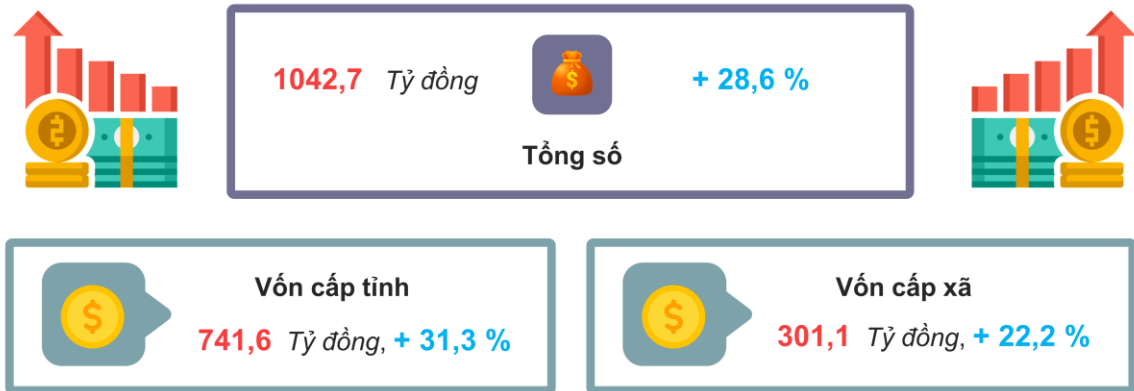 1042,7 Tỷ đồng + 28,6 %
Tổng số
Vốn cấp tỉnh
741,6 Tỷ đồng, + 31,3 %
Vốn cấp xã
301,1 Tỷ đồng, + 22,2 %